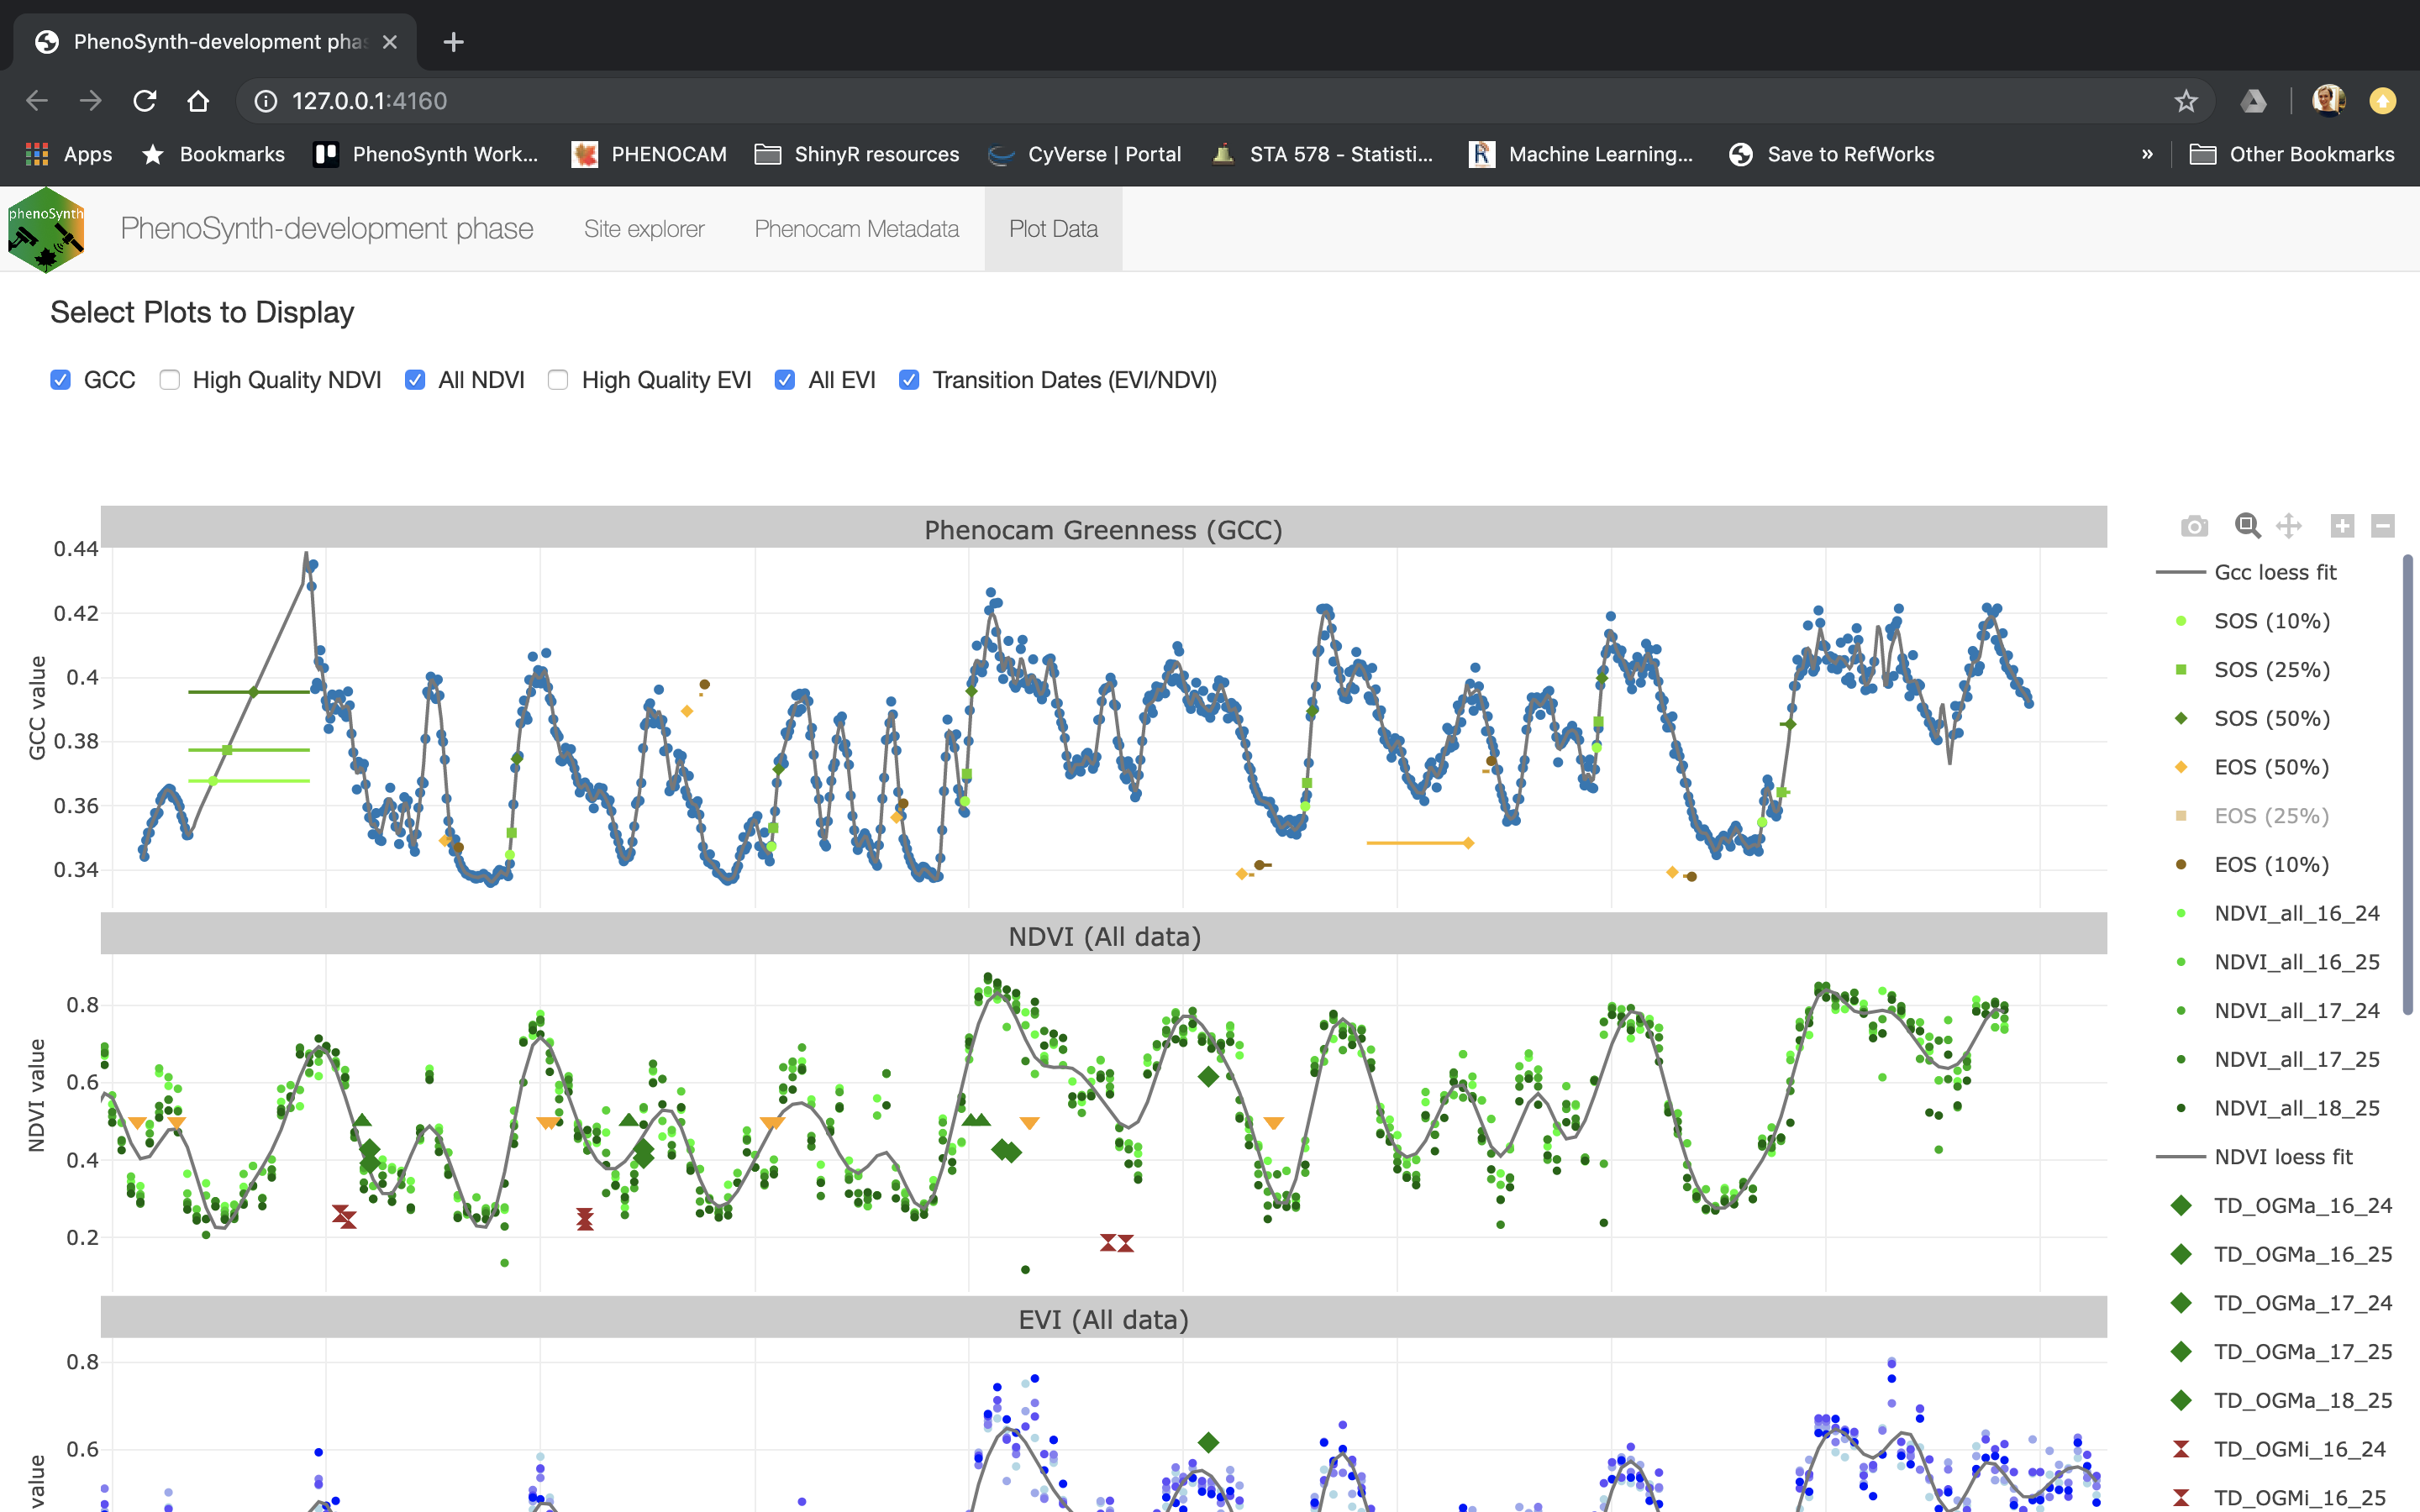 PhenoSynth-development phas
127.0.0.1:4160
Apps Bookmarks PhenoSynth Work... PHENOCAM ShinyR resources CyVerse | Portal STA 578 - Statisti... Machine Learning... Save to RefWorks » Other Bookmarks
phenoSynth
PhenoSynth-development phase Site explorer Phenocam Metadata Plot Data
Select Plots to Display
GCC High Quality NDVI All NDVI High Quality EVI All EVI Transition Dates (EVI/NDVI)
Phenocam Greenness (GCC)
GCC value
0.44
0.42
0.4
0.38
0.36
0.34
NDVI (All data)
NDVI value
0.8
0.6
0.4
0.2
EVI (All data)
value
0.8
0.6
Gcc loess fit
SOS (10%)
SOS (25%)
SOS (50%)
EOS (50%)
EOS (25%)
EOS (10%)
NDVI_all_16_24
NDVI_all_16_25
NDVI_all_17_24
NDVI_all_17_25
NDVI_all_18_25
NDVI loess fit
TD_OGMa_16_24
TD_OGMa_16_25
TD_OGMa_17_24
TD_OGMa_17_25
TD_OGMa_18_25
TD_OGMi_16_24
TD_OGMi_16_25